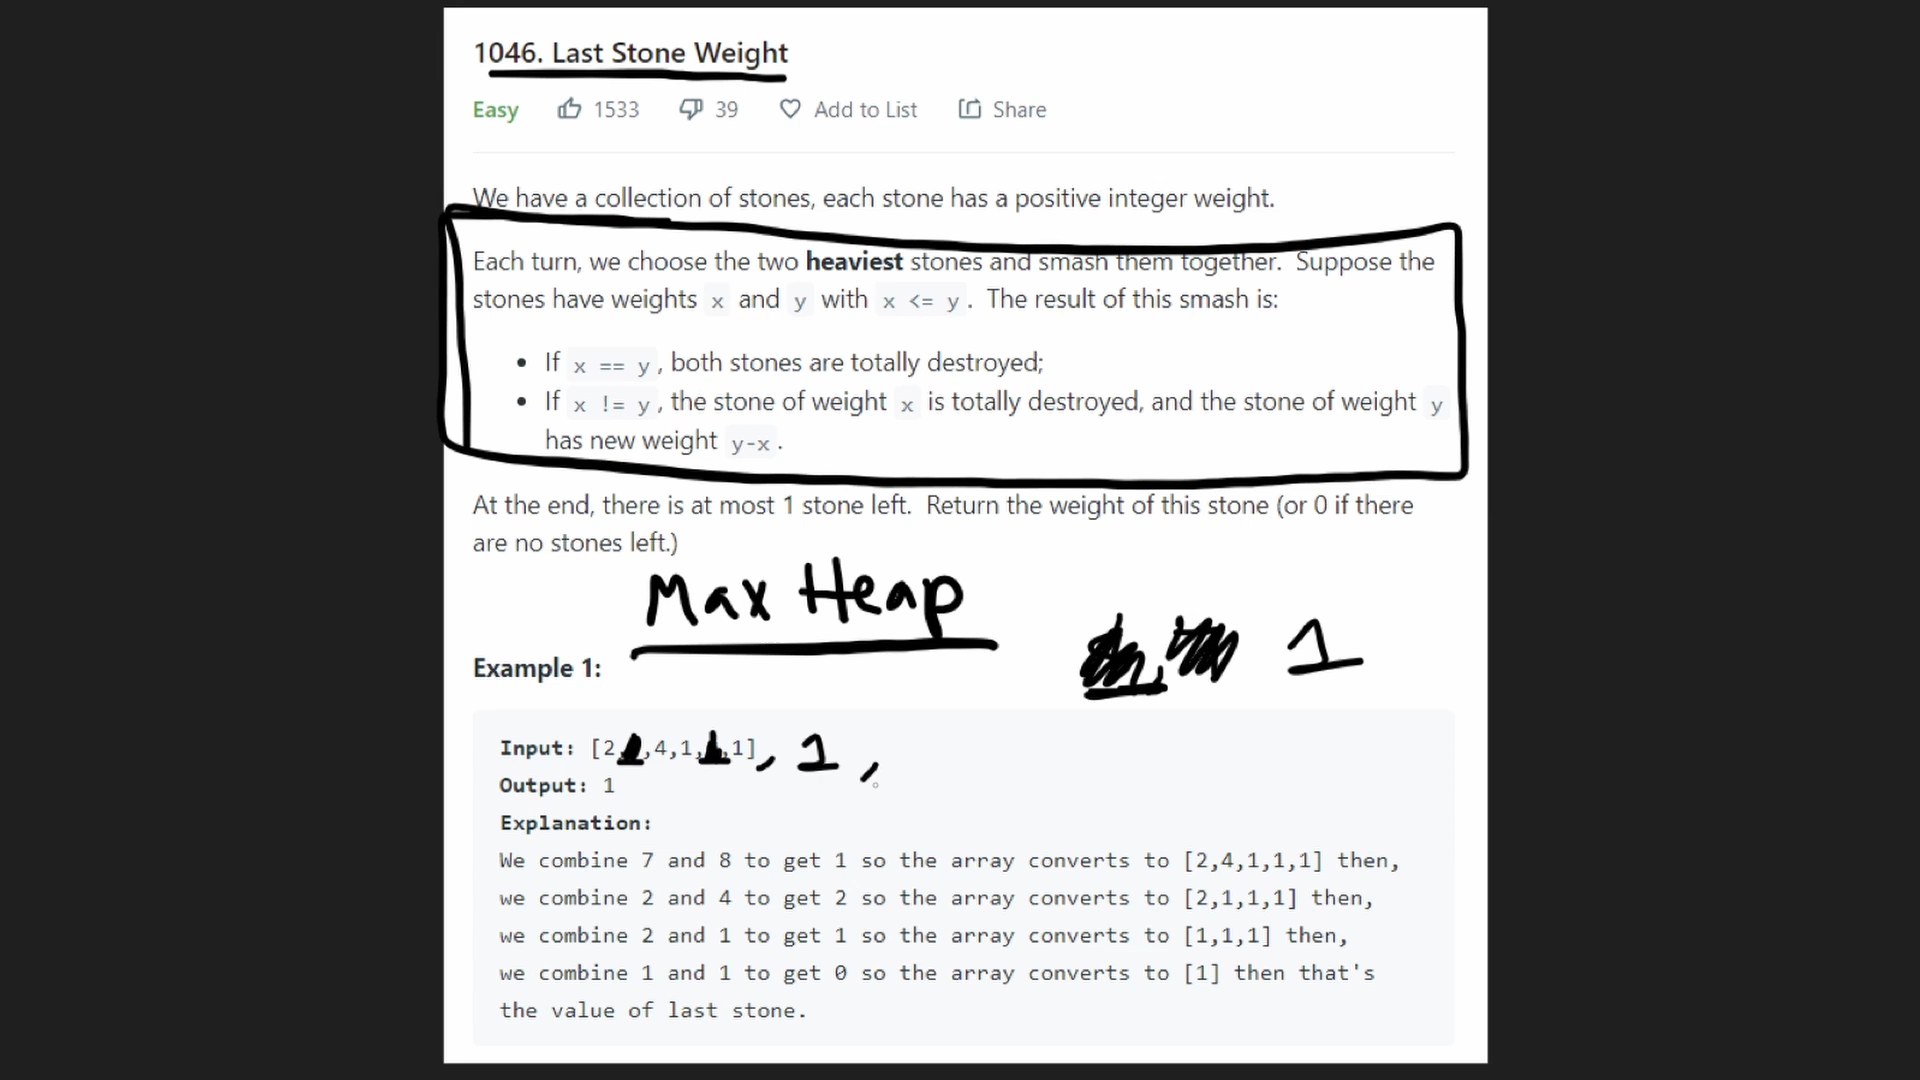 1046. Last Stone Weight
Easy 1533 39 Add to List Share
We have a collection of stones, each stone has a positive integer weight.
Each turn, we choose the two heaviest stones and smash them together. Suppose the
stones have weights x and y with x <= y. The result of this smash is:
• If x == y, both stones are totally destroyed;
• If x != y, the stone of weight x is totally destroyed, and the stone of weight y
has new weight y-x.
At the end, there is at most 1 stone left. Return the weight of this stone (or 0 if there
are no stones left.)
Max Heap
1
Example 1:
Input: [2, ,4,1, ,1] , 1 ,
Output: 1
Explanation:
We combine 7 and 8 to get 1 so the array converts to [2,4,1,1,1] then,
we combine 2 and 4 to get 2 so the array converts to [2,1,1,1] then,
we combine 2 and 1 to get 1 so the array converts to [1,1,1] then,
we combine 1 and 1 to get 0 so the array converts to [1] then that's
the value of last stone.